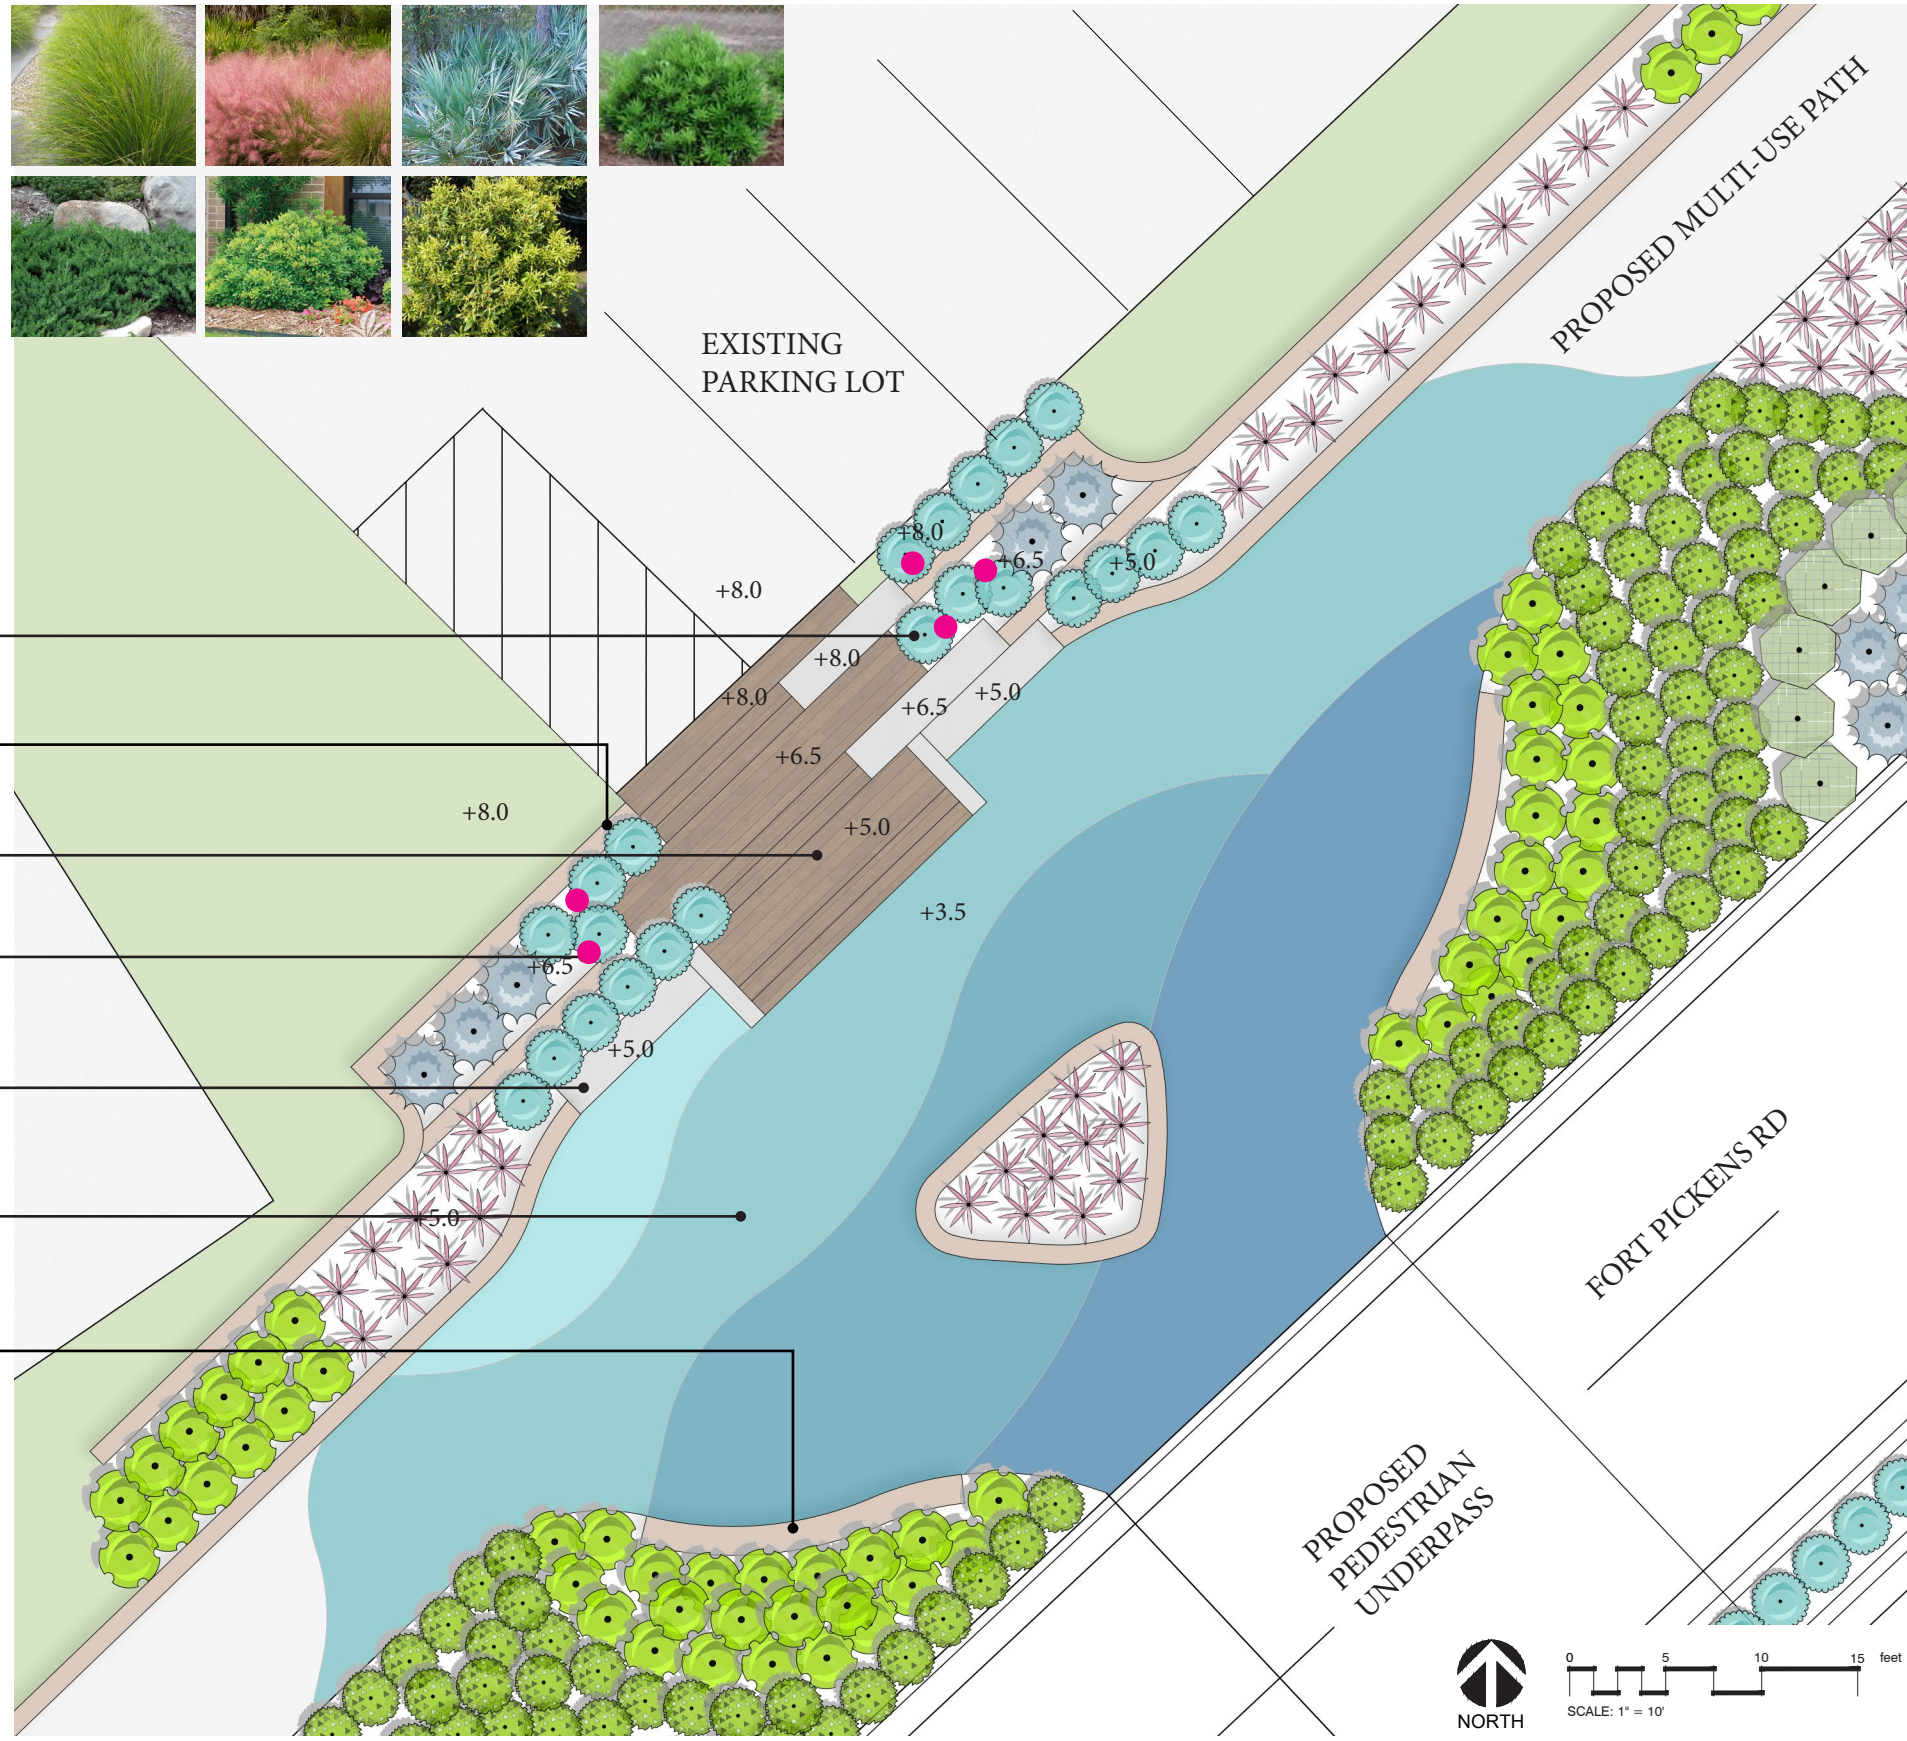 PROPOSED MULTI-USE PATH
EXISTING
PARKING LOT
+8.0
+6.5
+5.0
+8.0
+8.0
+8.0
+5.0
+6.5
+6.5
+8.0
+5.0
+3.5
+6.5
+5.0
+5.0
FORT PICKENS RD
PROPOSED
PEDESTRIAN
UNDERPASS
0 5 10 15 feet
SCALE: 1" = 10'
NORTH